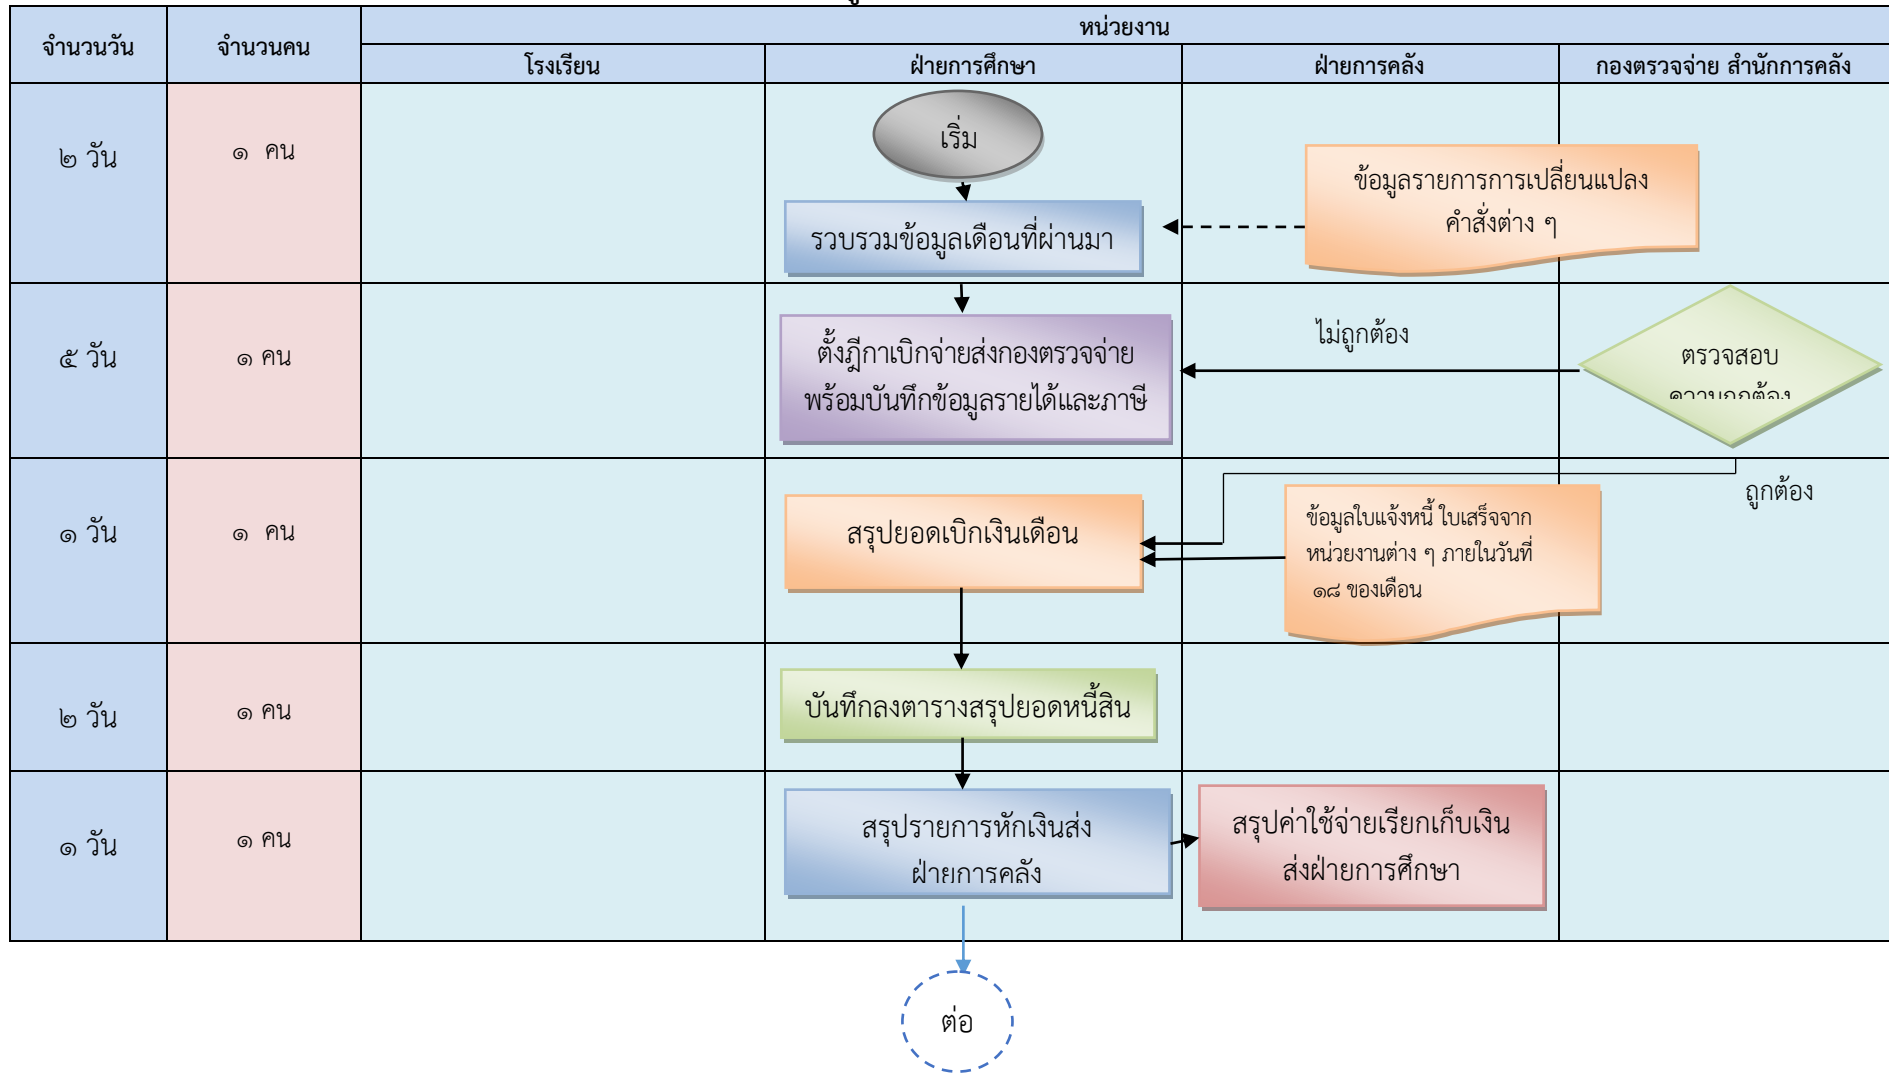 หน่วยงาน
จำนวนวัน
จำนวนคน
โรงเรียน
ฝ่ายการศึกษา
ฝ่ายการคลัง
กองตรวจจ่าย สำนักการคลัง
๒ วัน
๑ คน
เริ่ม
รวบรวมข้อมูลเดือนที่ผ่านมา
ข้อมูลรายการการเปลี่ยนแปลง
คำสั่งต่าง ๆ
๕ วัน
๑ คน
ตั้งฎีกาเบิกจ่ายส่งกองตรวจจ่าย
พร้อมบันทึกข้อมูลรายได้และภาษี
ไม่ถูกต้อง
ตรวจสอบ
ความถูกต้อง
๑ วัน
๑ คน
สรุปยอดเบิกเงินเดือน
ถูกต้อง
ข้อมูลใบแจ้งหนี้ ใบเสร็จจาก
หน่วยงานต่าง ๆ ภายในวันที่
๑๘ ของเดือน
๒ วัน
๑ คน
บันทึกลงตารางสรุปยอดหนี้สิน
๑ วัน
๑ คน
สรุปรายการหักเงินส่ง
ฝ่ายการคลัง
สรุปค่าใช้จ่ายเรียกเก็บเงิน
ส่งฝ่ายการศึกษา
ต่อ